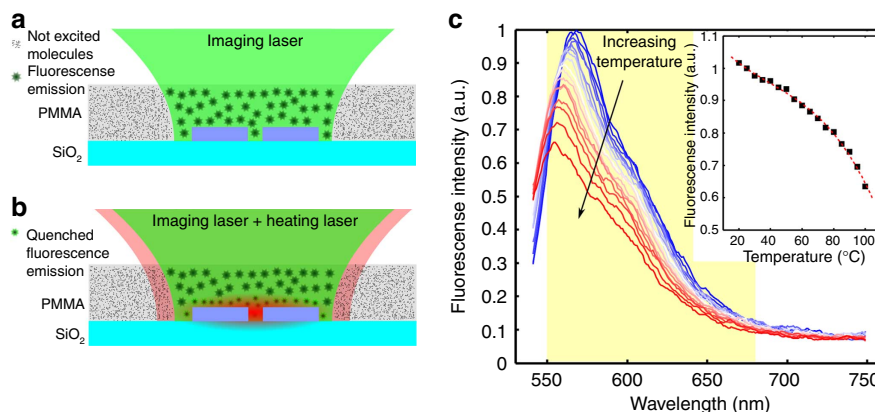 a
Not excited
molecules
Fluorescense
emission
PMMA
SiO2
Imaging laser
b
Imaging laser + heating laser
Quenched
fluorescence
emission
PMMA
SiO2
c
Fluorescense intensity (a.u.)
1
0.9
0.8
0.7
0.6
0.5
0.4
0.3
0.2
0.1
0
550
600
650
700
750
Wavelength (nm)
Increasing
temperature
Fluorescense intensity (a.u.)
1.1
1.0
0.9
0.8
0.7
0.6
0.5
20
40
60
80
100
Temperature (°C)